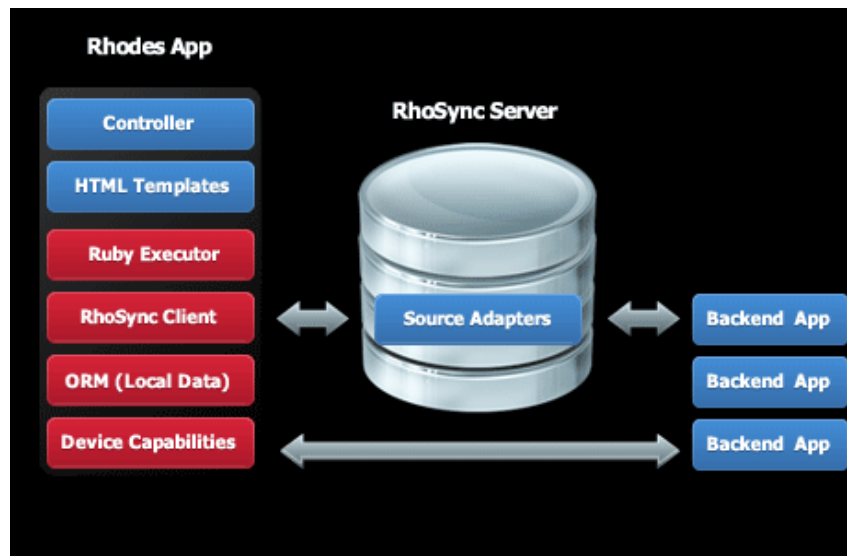 Rhodes App
Controller
HTML Templates
Ruby Executor
RhoSync Client
ORM (Local Data)
Device Capabilities
RhoSync Server
Source Adapters
Backend App
Backend App
Backend App